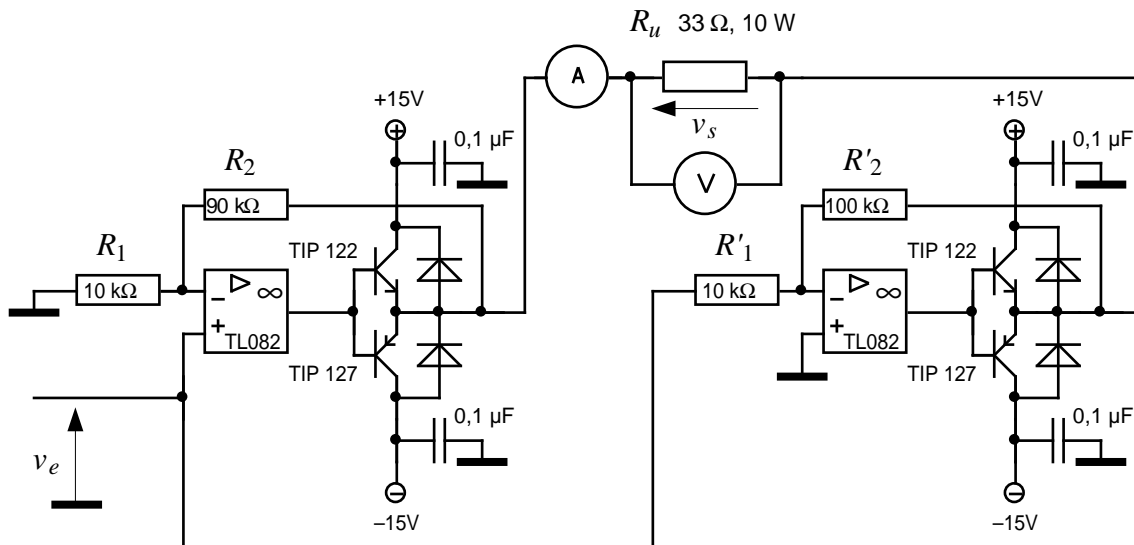 R_u 33 Ω, 10 W
A
+15V
+15V
v_s
0,1 µF
0,1 µF
V
R_2
R'_2
90 kΩ
100 kΩ
R_1
TIP 122
R'_1
TIP 122
10 kΩ
– ∞
10 kΩ
– ∞
+
+
TL082
TL082
TIP 127
TIP 127
0,1 µF
0,1 µF
v_e
–15V
–15V